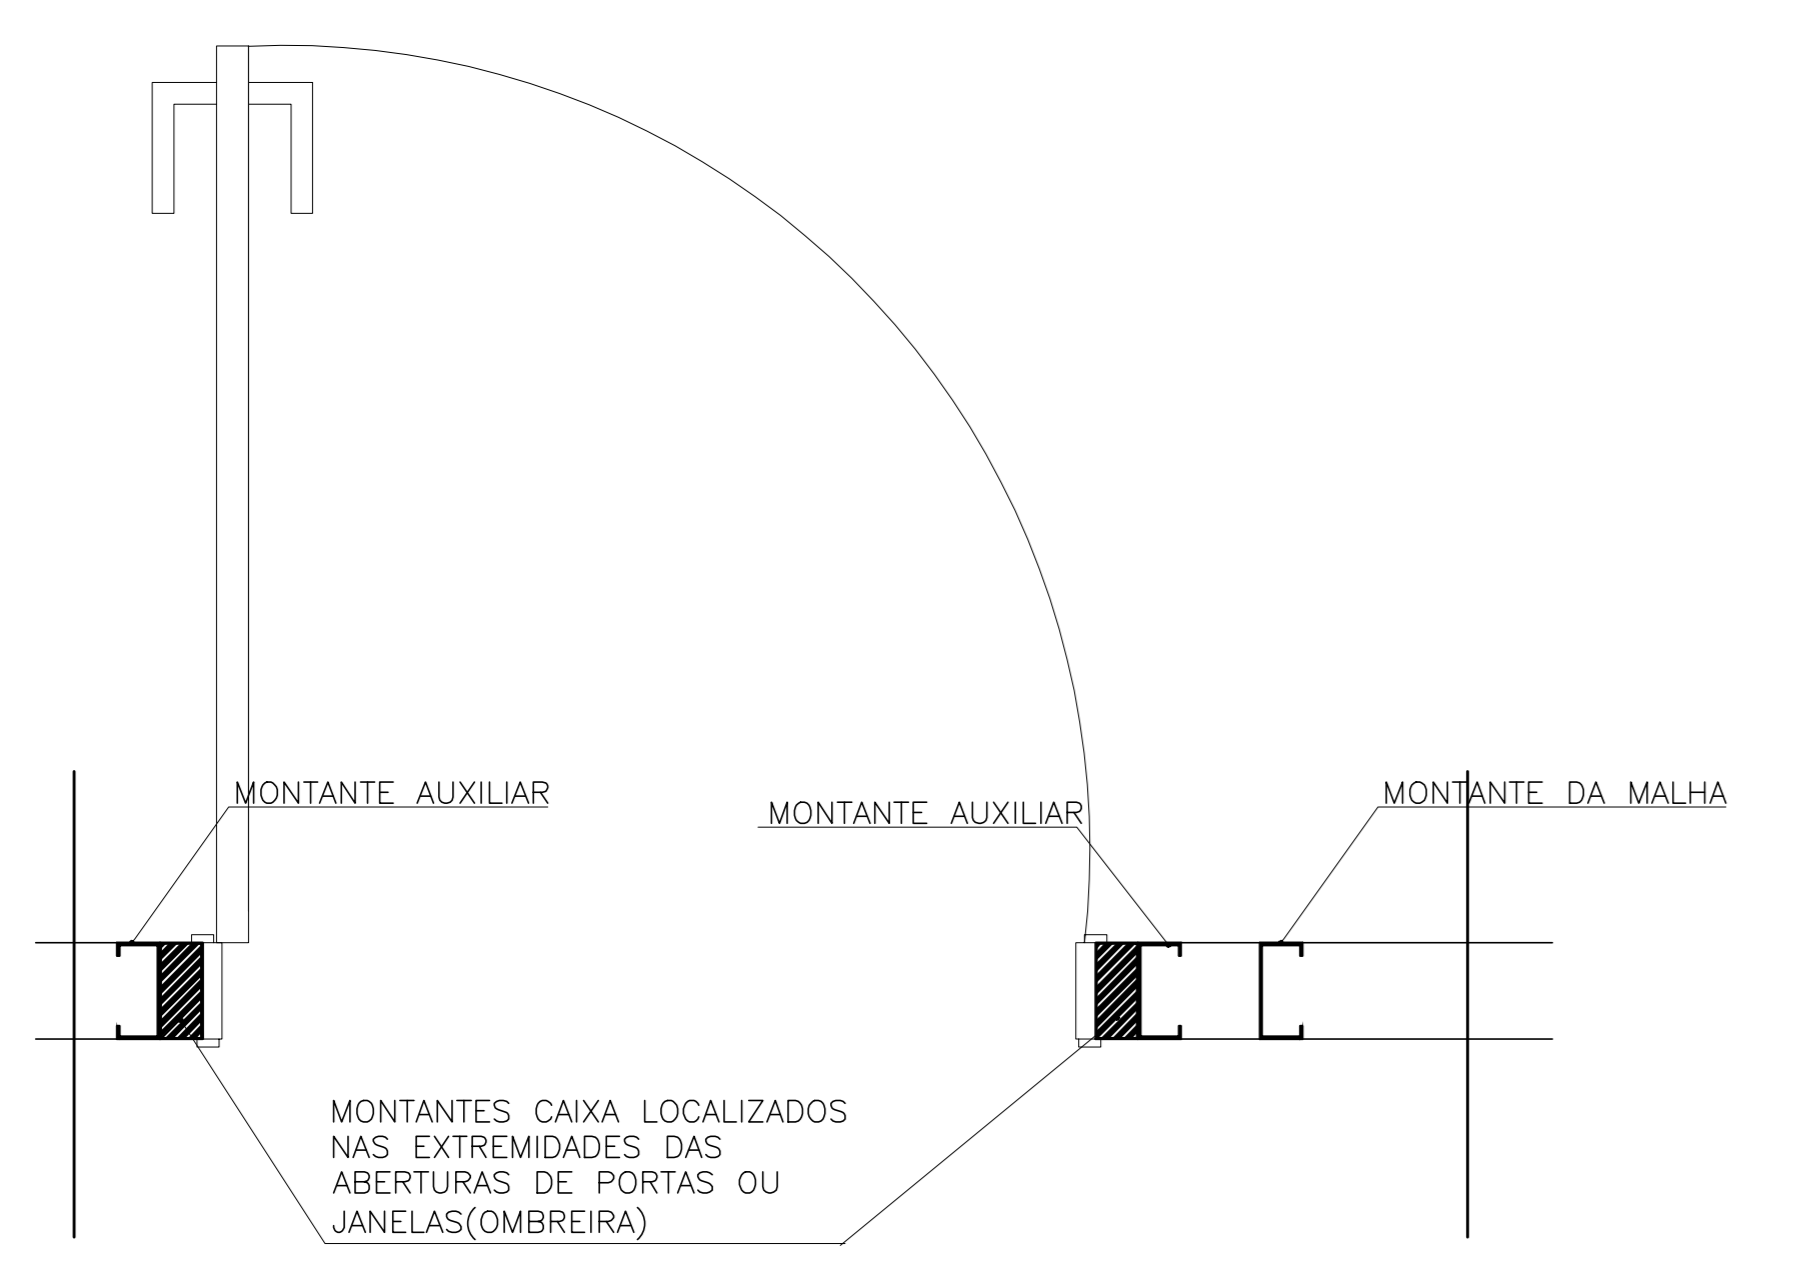 MONTANTE AUXILIAR
MONTANTE AUXILIAR
MONTANTE DA MALHA
MONTANTES CAIXA LOCALIZADOS
NAS EXTREMIDADES DAS
ABERTURAS DE PORTAS OU
JANELAS(OMBREIRA)